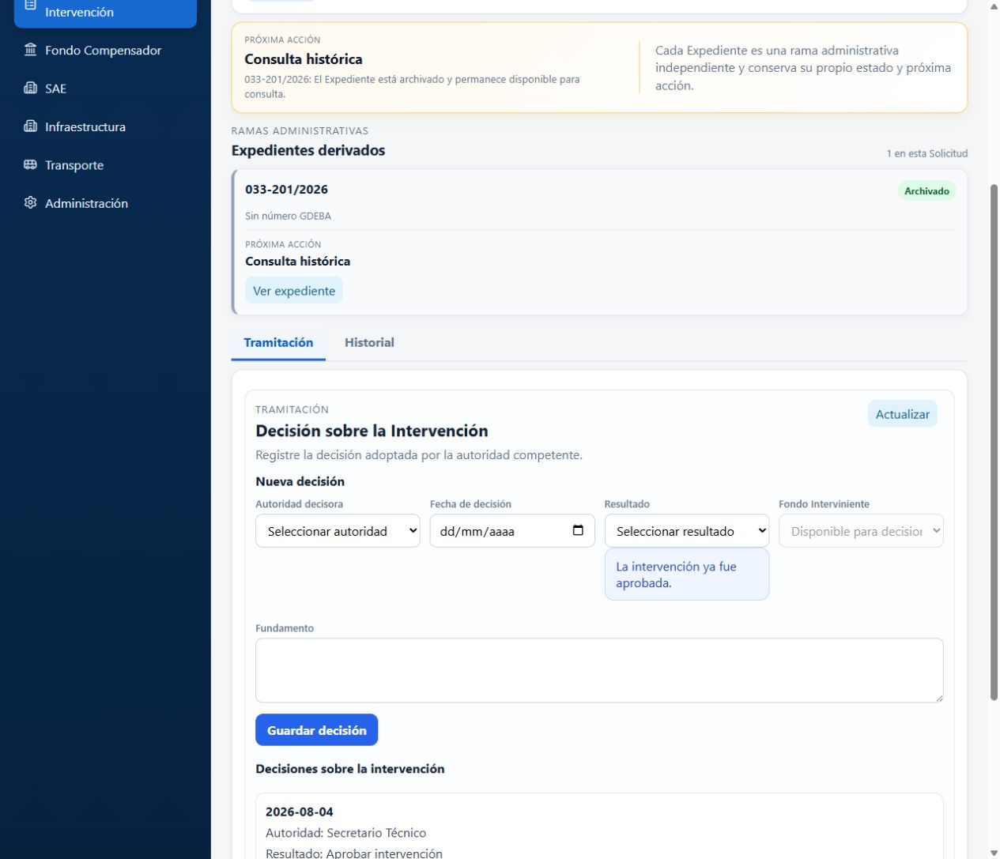 Intervención
Fondo Compensador
SAE
Infraestructura
Transporte
Administración
PRÓXIMA ACCIÓN
Consulta histórica
033-201/2026: El Expediente está archivado y permanece disponible para
consulta.
Cada Expediente es una rama administrativa
independiente y conserva su propio estado y próxima
acción.
RAMAS ADMINISTRATIVAS
Expedientes derivados
1 en esta Solicitud
033-201/2026
Archivado
Sin número GDEBA
PRÓXIMA ACCIÓN
Consulta histórica
Ver expediente
Tramitación
Historial
TRAMITACIÓN
Actualizar
Decisión sobre la Intervención
Registre la decisión adoptada por la autoridad competente.
Nueva decisión
Autoridad decisora
Fecha de decisión
Resultado
Fondo Interviniente
Seleccionar autoridad
dd/mm/aaaa
Seleccionar resultado
Disponible para decisior
La intervención ya fue
aprobada.
Fundamento
Guardar decisión
Decisiones sobre la intervención
2026-08-04
Autoridad: Secretario Técnico
Resultado: Aprobar intervención